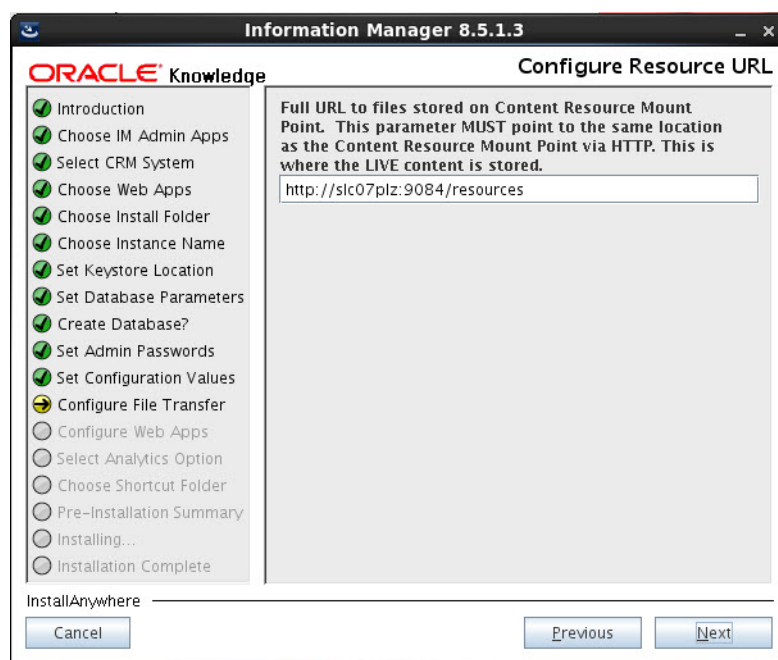 Information Manager 8.5.1.3
ORACLE Knowledge
Configure Resource URL
Introduction
Choose IM Admin Apps
Select CRM System
Choose Web Apps
Choose Install Folder
Choose Instance Name
Set Keystore Location
Set Database Parameters
Create Database?
Set Admin Passwords
Set Configuration Values
Configure File Transfer
Configure Web Apps
Select Analytics Option
Choose Shortcut Folder
Pre-Installation Summary
Installing...
Installation Complete
Full URL to files stored on Content Resource Mount
Point. This parameter MUST point to the same location
as the Content Resource Mount Point via HTTP. This is
where the LIVE content is stored.
http://slc07plz:9084/resources
InstallAnywhere
Cancel
Previous
Next